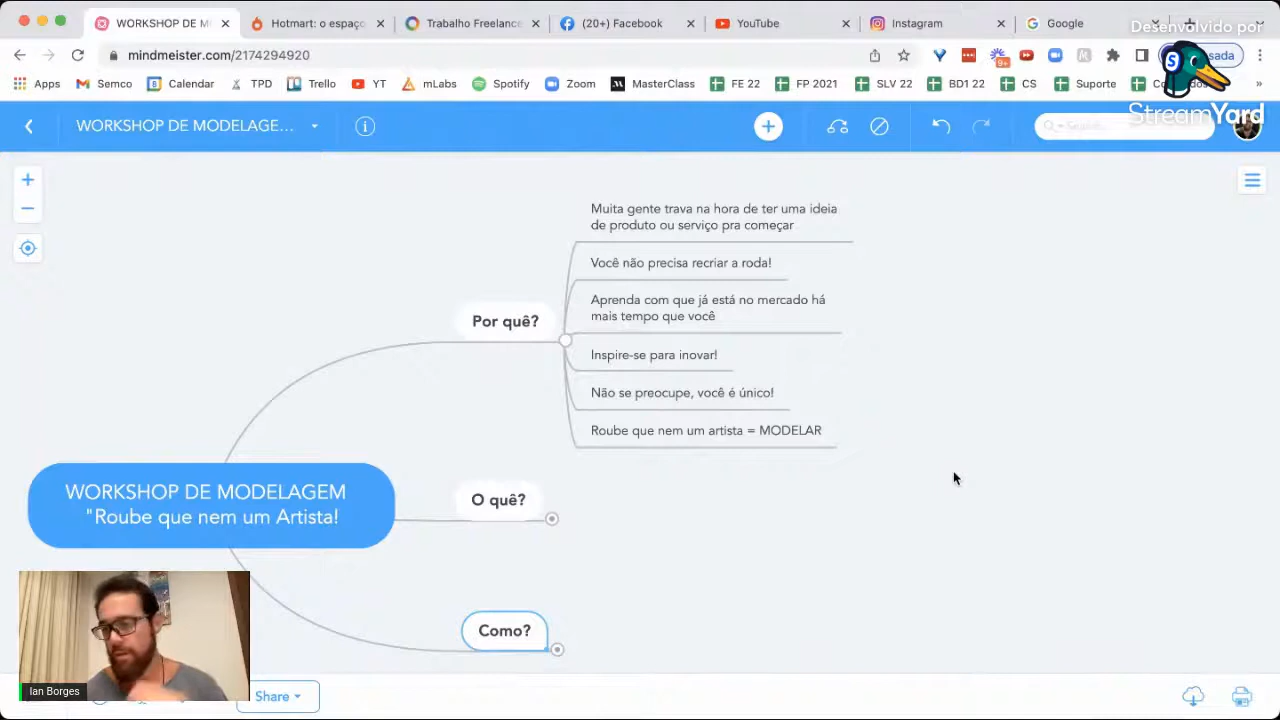 WORKSHOP DE M
Hotmart: o espaço
Trabalho Freelance
(20+) Facebook
YouTube
Instagram
Google
Desenvolvido por
mindmeister.com/2174294920
9+
sada
Apps
Semco
Calendar
TPD
Trello
YT
mLabs
Spotify
Zoom
MasterClass
FE 22
FP 2021
SLV 22
BD1 22
CS
Suporte
»
StreamYard
WORKSHOP DE MODELAGE...
Muita gente trava na hora de ter uma ideia
de produto ou serviço pra começar
Você não precisa recriar a roda!
Aprenda com que já está no mercado há
mais tempo que você
Por quê?
Inspire-se para inovar!
Não se preocupe, você é único!
Roube que nem um artista = MODELAR
WORKSHOP DE MODELAGEM
"Roube que nem um Artista!
O quê?
Como?
Ian Borges
Share